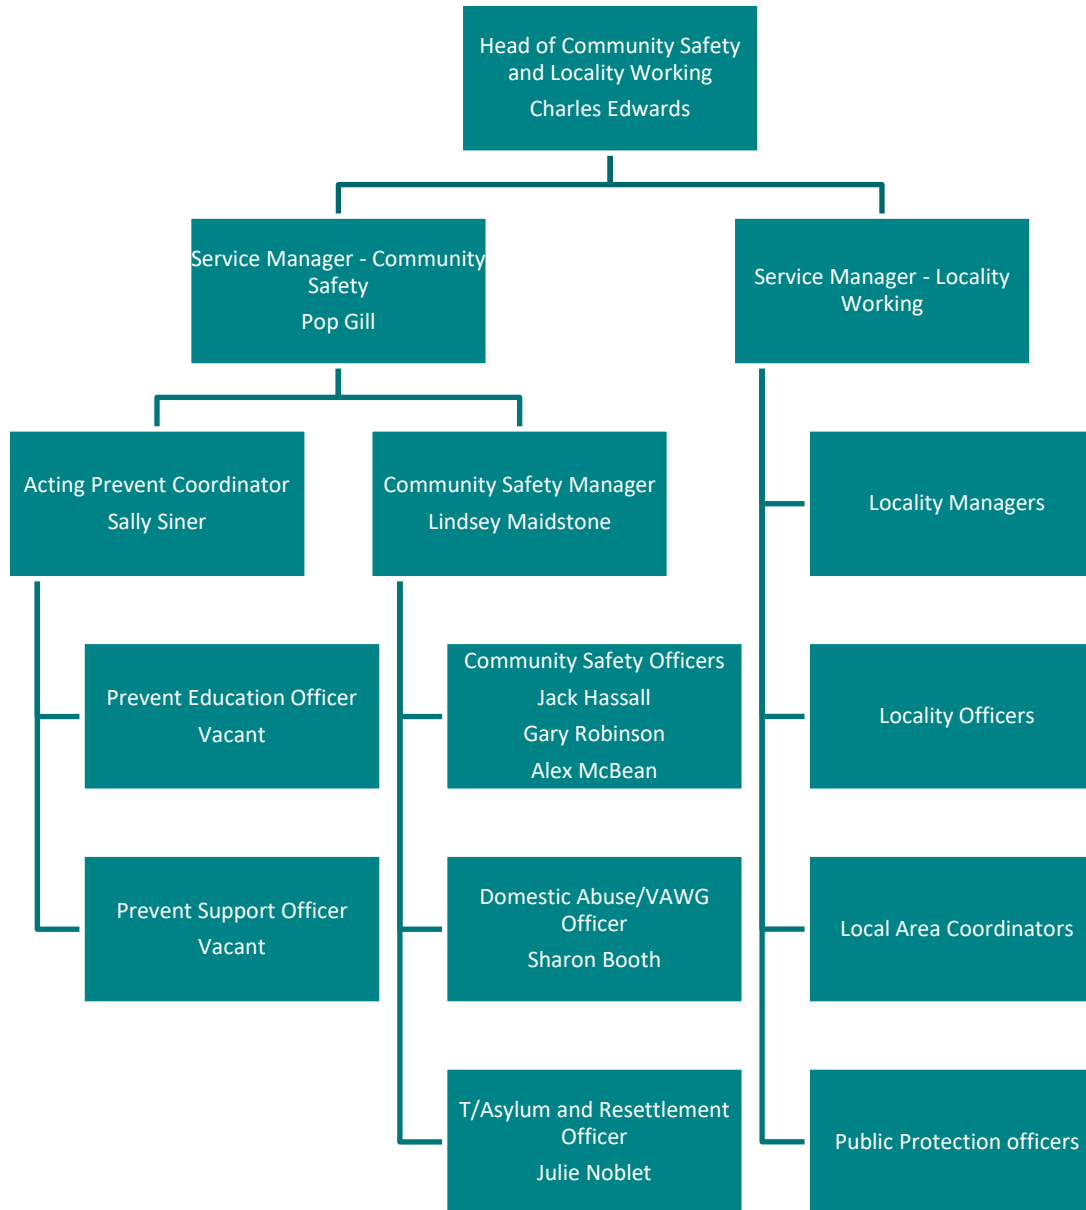 Head of Community Safety
and Locality Working
Charles Edwards
Service Manager - Community
Safety
Pop Gill
Service Manager - Locality
Working
Acting Prevent Coordinator
Sally Siner
Community Safety Manager
Lindsey Maidstone
Locality Managers
Prevent Education Officer
Vacant
Community Safety Officers
Jack Hassall
Gary Robinson
Alex McBean
Locality Officers
Prevent Support Officer
Vacant
Domestic Abuse/VAWG
Officer
Sharon Booth
Local Area Coordinators
T/Asylum and Resettlement
Officer
Julie Noblet
Public Protection officers